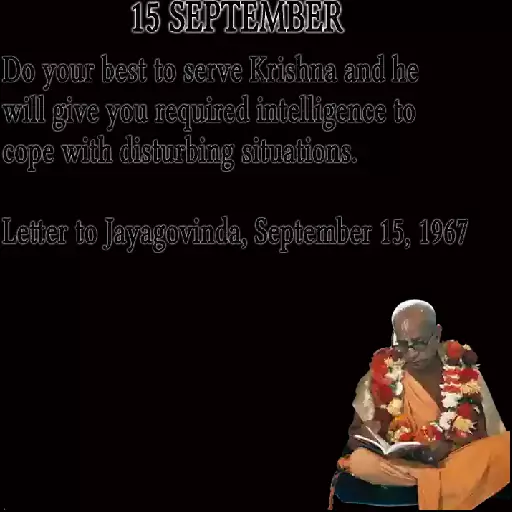 15 SEPTEMBER
Do your best to serve Krishna and he
will give you required intelligence to
cope with disturbing situations.
Letter to Jayagovinda, September 15, 1967